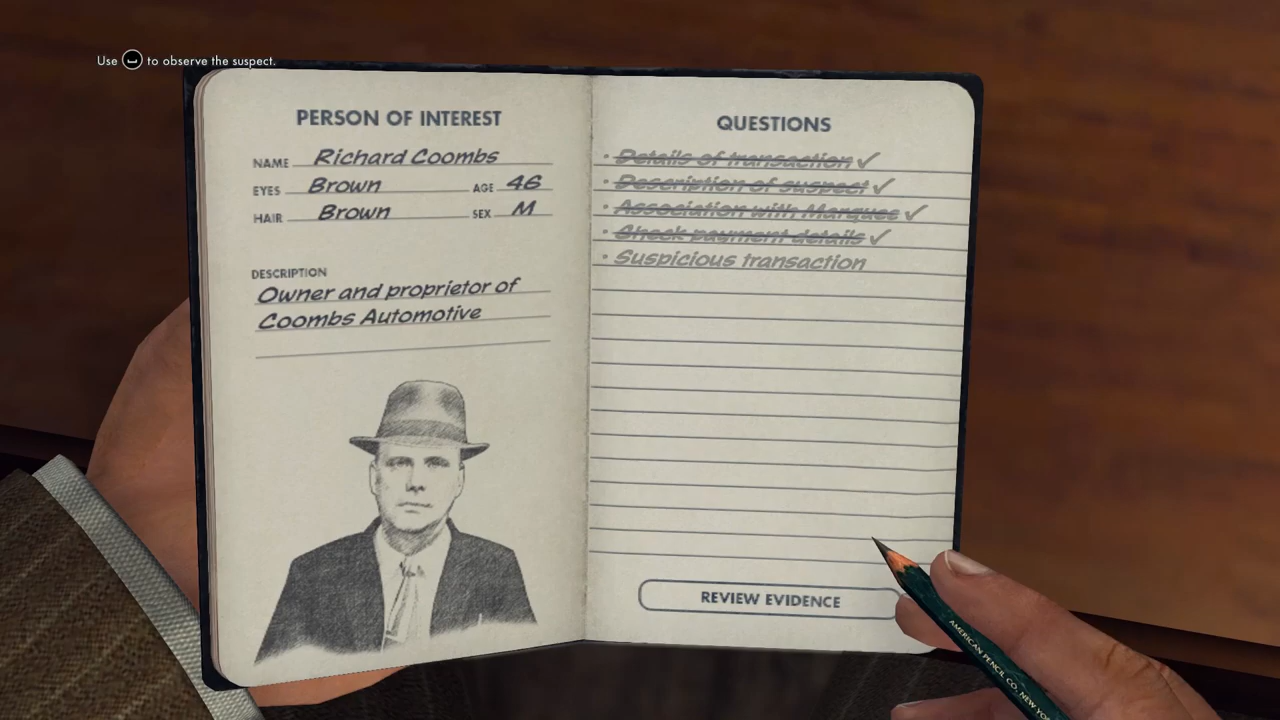 Use to observe the suspect.
PERSON OF INTEREST
NAME Richard Coombs
EYES Brown AGE 46
HAIR Brown SEX M
DESCRIPTION
Owner and proprietor of
Coombs Automotive
QUESTIONS
· Details of transaction ✓
· Description of suspect ✓
· Association with Marquee ✓
· Check payment details ✓
· Suspicious transaction
REVIEW EVIDENCE
AMERICAN PENCIL CO. NEW YO